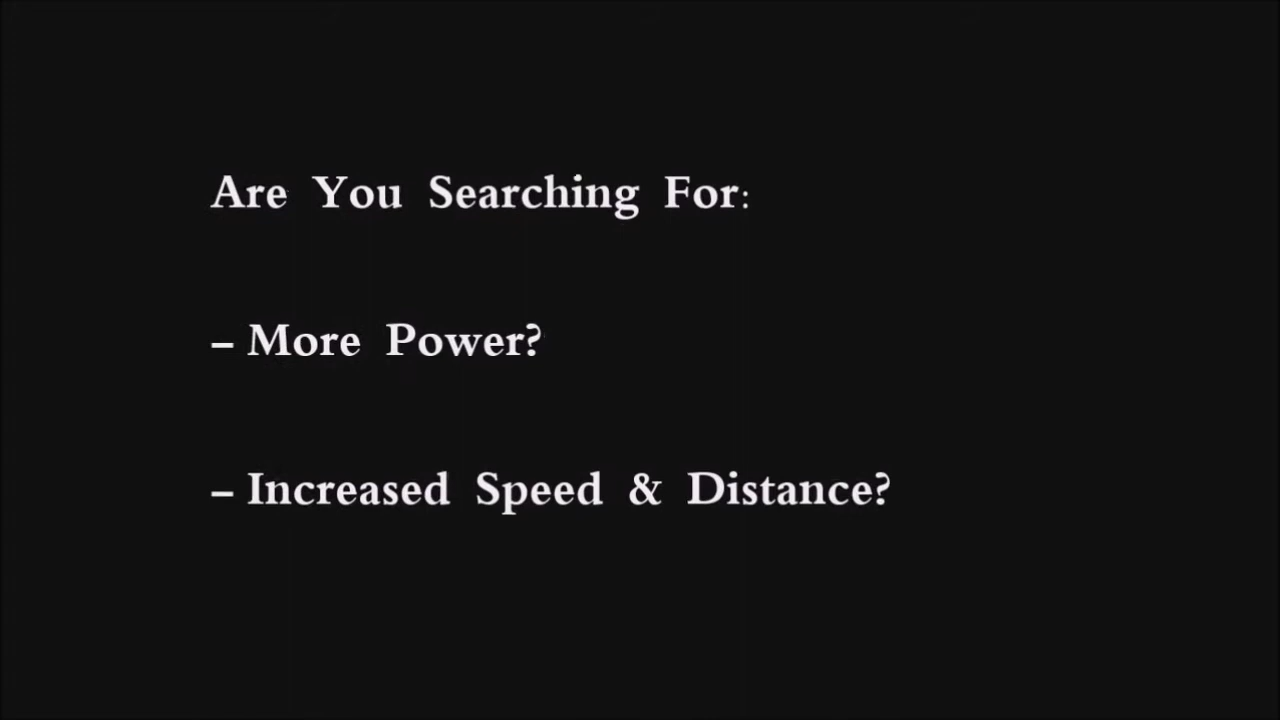 Are You Searching For:
– More Power?
– Increased Speed & Distance?